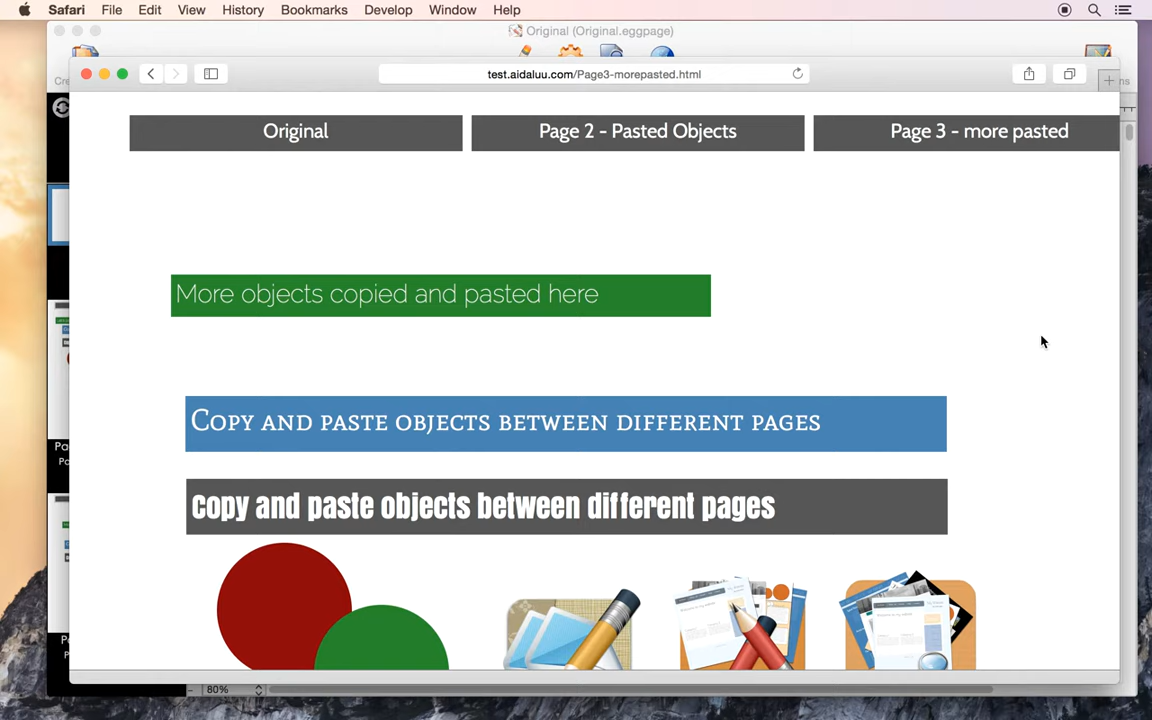 Safari File Edit View History Bookmarks Develop Window Help
Original (Original.eggpage)
test.aidaluu.com/Page3-morepasted.html
Original
Page 2 - Pasted Objects
Page 3 - more pasted
More objects copied and pasted here
Copy and paste objects between different pages
Copy and paste objects between different pages
80%